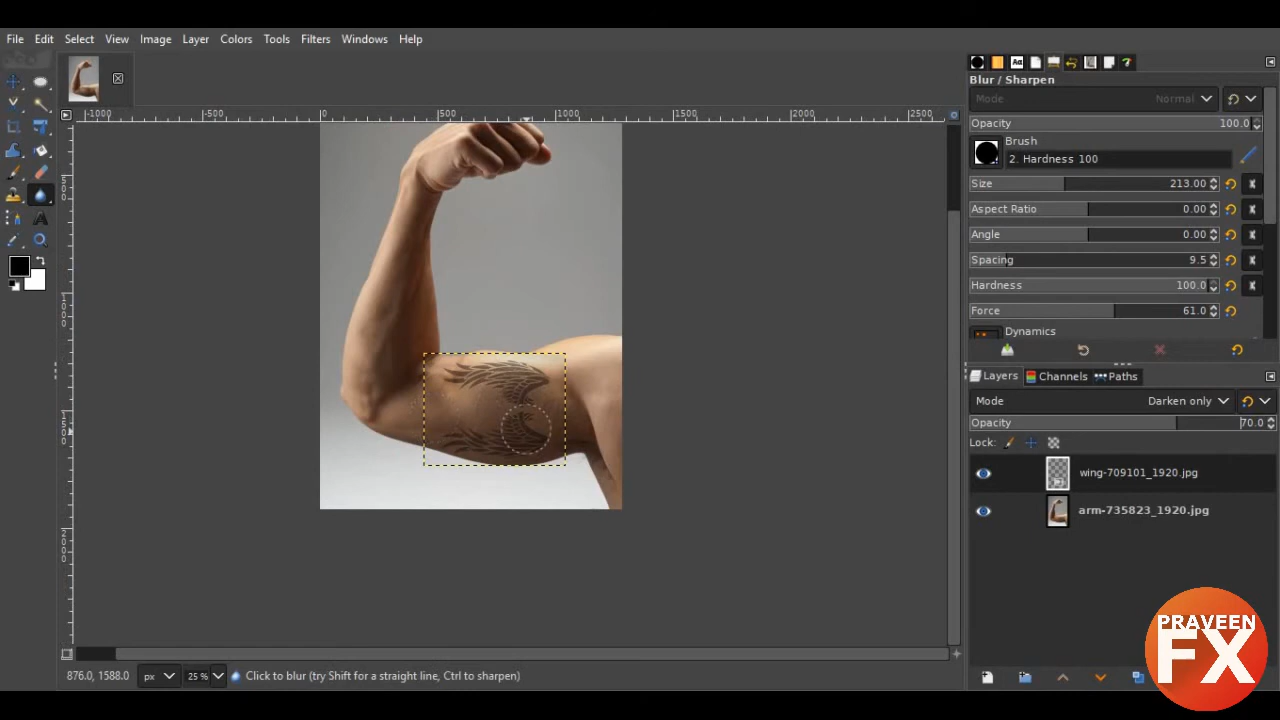 File Edit Select View Image Layer Colors Tools Filters Windows Help
-1000 -500 0 500 1000 1500 2000 2500
500
1000
1500
2000
Blur / Sharpen
Mode Normal
Opacity 100.0
Brush
2. Hardness 100
Size 213.00
Aspect Ratio 0.00
Angle 0.00
Spacing 9.5
Hardness 100.0
Force 61.0
Dynamics
Layers Channels Paths
Mode Darken only
Opacity 70.0
Lock:
wing-709101_1920.jpg
arm-735823_1920.jpg
PRAVEEN
FX
876.0, 1588.0 px 25 % Click to blur (try Shift for a straight line, Ctrl to sharpen)